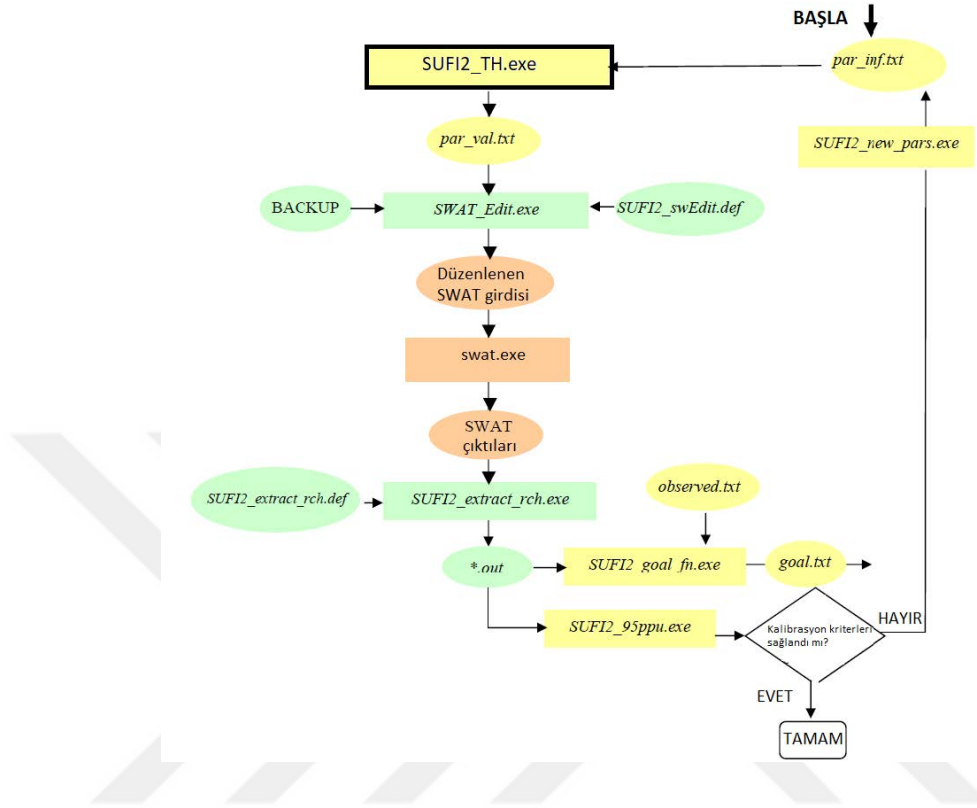 BAŞLA
SUFI2_TH.exe
par_inf.txt
par_val.txt
SUFI2_new_pars.exe
BACKUP
SWAT_Edit.exe
SUFI2_swEdit.def
Düzenlenen
SWAT girdisi
swat.exe
SWAT
çıktıları
SUFI2_extract_rch.def
SUFI2_extract_rch.exe
observed.txt
*.out
SUFI2_goal_fn.exe
goal.txt
SUFI2_95ppu.exe
Kalibrasyon kriterleri
sağlandı mı?
HAYIR
EVET
TAMAM